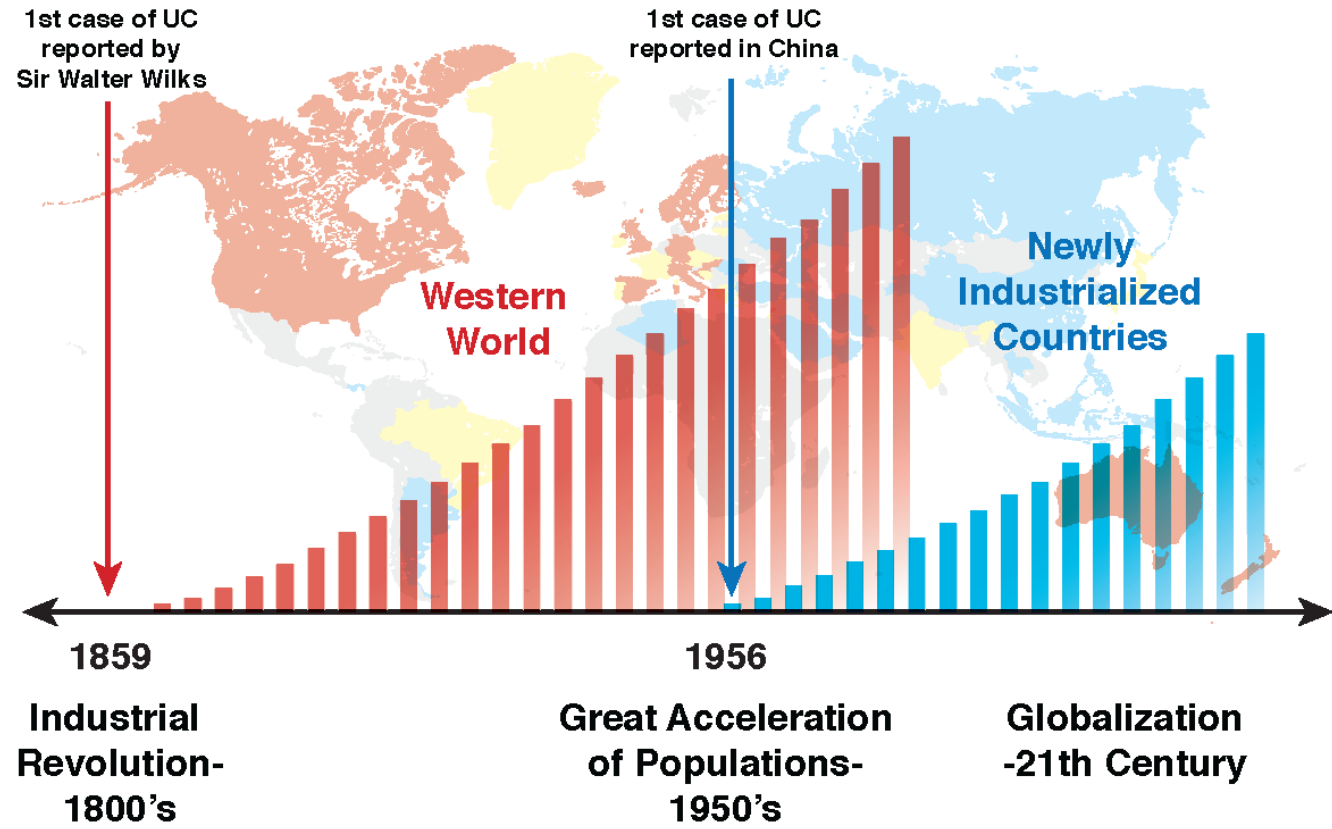 1st case of UC
reported by
Sir Walter Wilks
1st case of UC
reported in China
Western
World
Newly
Industrialized
Countries
1859
1956
Industrial
Revolution-
1800's
Great Acceleration
of Populations-
1950's
Globalization
-21th Century